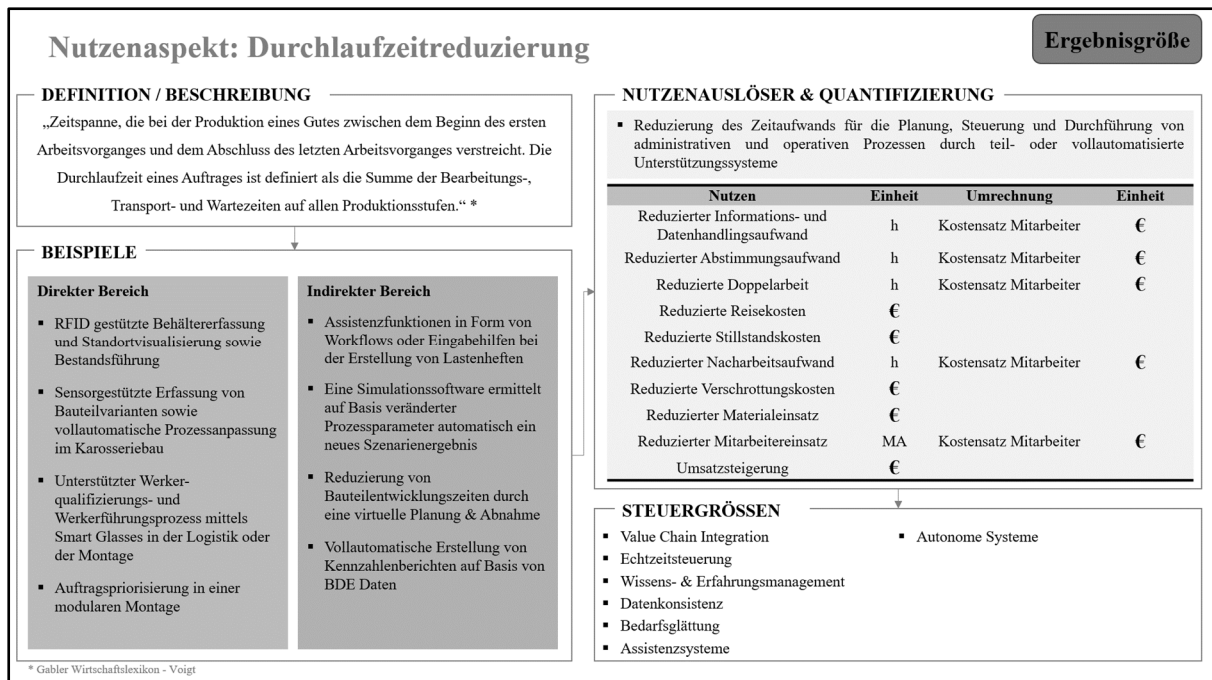 Nutzenaspekt: Durchlaufzeitreduzierung
Ergebnisgröße
DEFINITION / BESCHREIBUNG
„Zeitspanne, die bei der Produktion eines Gutes zwischen dem Beginn des ersten
Arbeitsvorganges und dem Abschluss des letzten Arbeitsvorganges verstreicht. Die
Durchlaufzeit eines Auftrages ist definiert als die Summe der Bearbeitungs-,
Transport- und Wartezeiten auf allen Produktionsstufen.“ *
BEISPIELE
Direkter Bereich
▪ RFID gestützte Behältererfassung
und Standortvisualisierung sowie
Bestandsführung
▪ Sensorgestützte Erfassung von
Bauteilvarianten sowie
vollautomatische Prozessanpassung
im Karosseriebau
▪ Unterstützter Werker-
qualifizierungs- und
Werkerführungsprozess mittels
Smart Glasses in der Logistik oder
der Montage
▪ Auftragspriorisierung in einer
modularen Montage
Indirekter Bereich
▪ Assistenzfunktionen in Form von
Workflows oder Eingabehilfen bei
der Erstellung von Lastenheften
▪ Eine Simulationssoftware ermittelt
auf Basis veränderter
Prozessparameter automatisch ein
neues Szenarienergebnis
▪ Reduzierung von
Bauteilentwicklungszeiten durch
eine virtuelle Planung & Abnahme
▪ Vollautomatische Erstellung von
Kennzahlenberichten auf Basis von
BDE Daten
NUTZENAUSLÖSER & QUANTIFIZIERUNG
▪ Reduzierung des Zeitaufwands für die Planung, Steuerung und Durchführung von
administrativen und operativen Prozessen durch teil- oder vollautomatisierte
Unterstützungssysteme
Nutzen Einheit Umrechnung Einheit
Reduzierter Informations- und
Datenhandlingsaufwand h Kostensatz Mitarbeiter €
Reduzierter Abstimmungsaufwand h Kostensatz Mitarbeiter €
Reduzierte Doppelarbeit h Kostensatz Mitarbeiter €
Reduzierte Reisekosten €
Reduzierte Stillstandskosten €
Reduzierter Nacharbeitsaufwand h Kostensatz Mitarbeiter €
Reduzierte Verschrottungskosten €
Reduzierter Materialeinsatz €
Reduzierter Mitarbeitereinsatz MA Kostensatz Mitarbeiter €
Umsatzsteigerung €
STEUERGRÖSSEN
▪ Value Chain Integration
▪ Echtzeitsteuerung
▪ Wissens- & Erfahrungsmanagement
▪ Datenkonsistenz
▪ Bedarfsglättung
▪ Assistenzsysteme
▪ Autonome Systeme
* Gabler Wirtschaftslexikon - Voigt